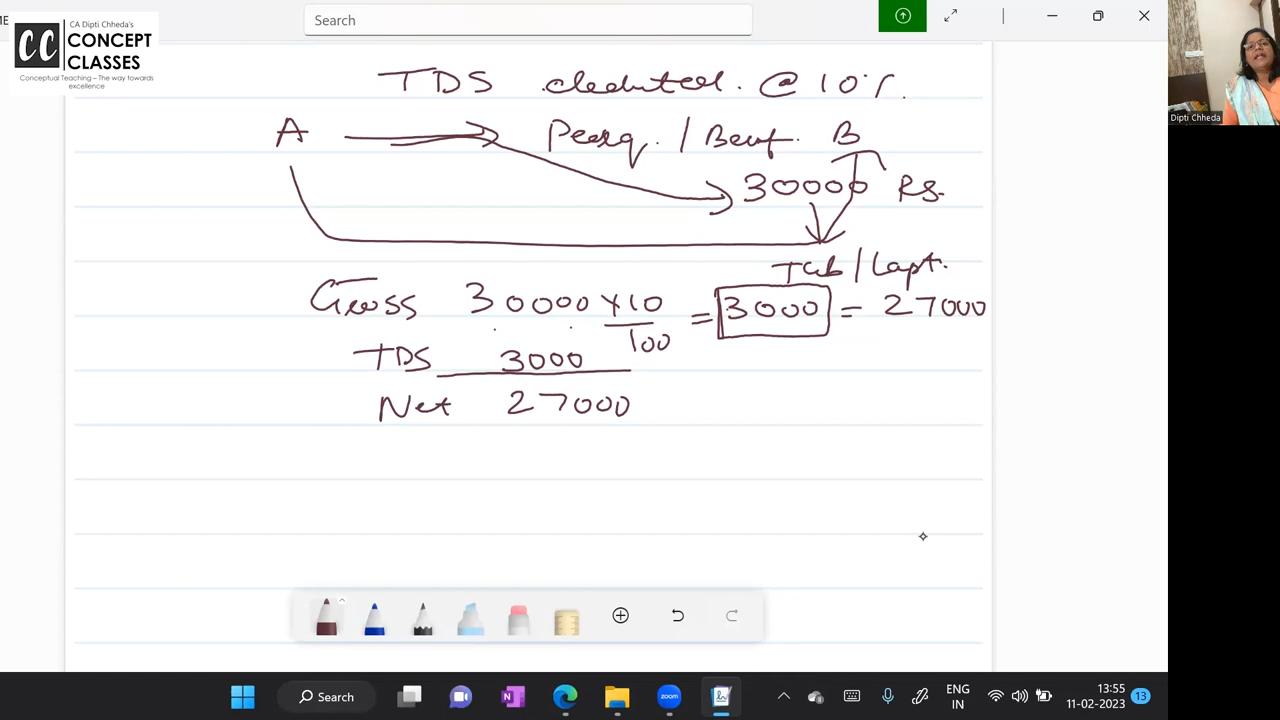 Search
CA Dipti Chheda's
CC CONCEPT
CLASSES
Conceptual Teaching – The way towards
excellence
TDS deducted. @ 10%.
A Perq. / Benf. B
30000 RS.
Tab / Lapt.
Gross 30000 x 10 = 3000 = 27000
100
TDS 3000
Net 27000
Dipti Chheda
Search
zoom
ENG
IN
13:55
11-02-2023
13